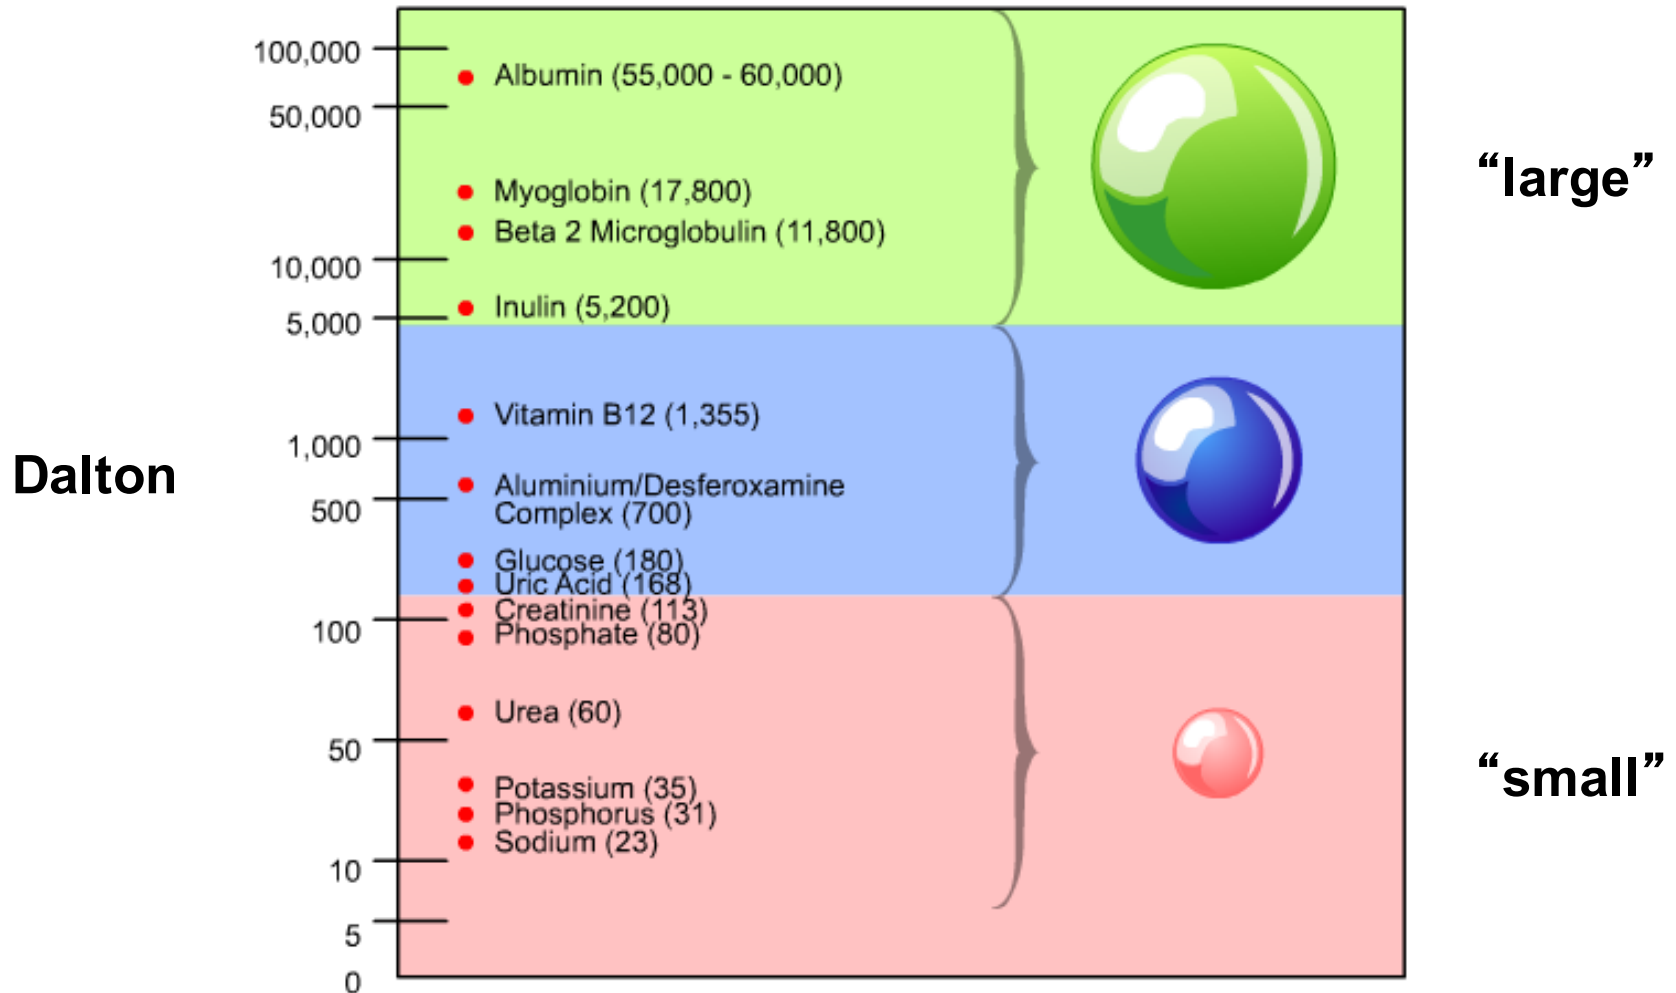 100,000
Albumin (55,000 - 60,000)
50,000
Myoglobin (17,800)
“large”
Beta 2 Microglobulin (11,800)
10,000
Inulin (5,200)
5,000
Vitamin B12 (1,355)
1,000
Dalton
Aluminium/Desferoxamine
Complex (700)
500
Glucose (180)
Uric Acid (168)
Creatinine (113)
100
Phosphate (80)
Urea (60)
50
“small”
Potassium (35)
Phosphorus (31)
Sodium (23)
10
5
0